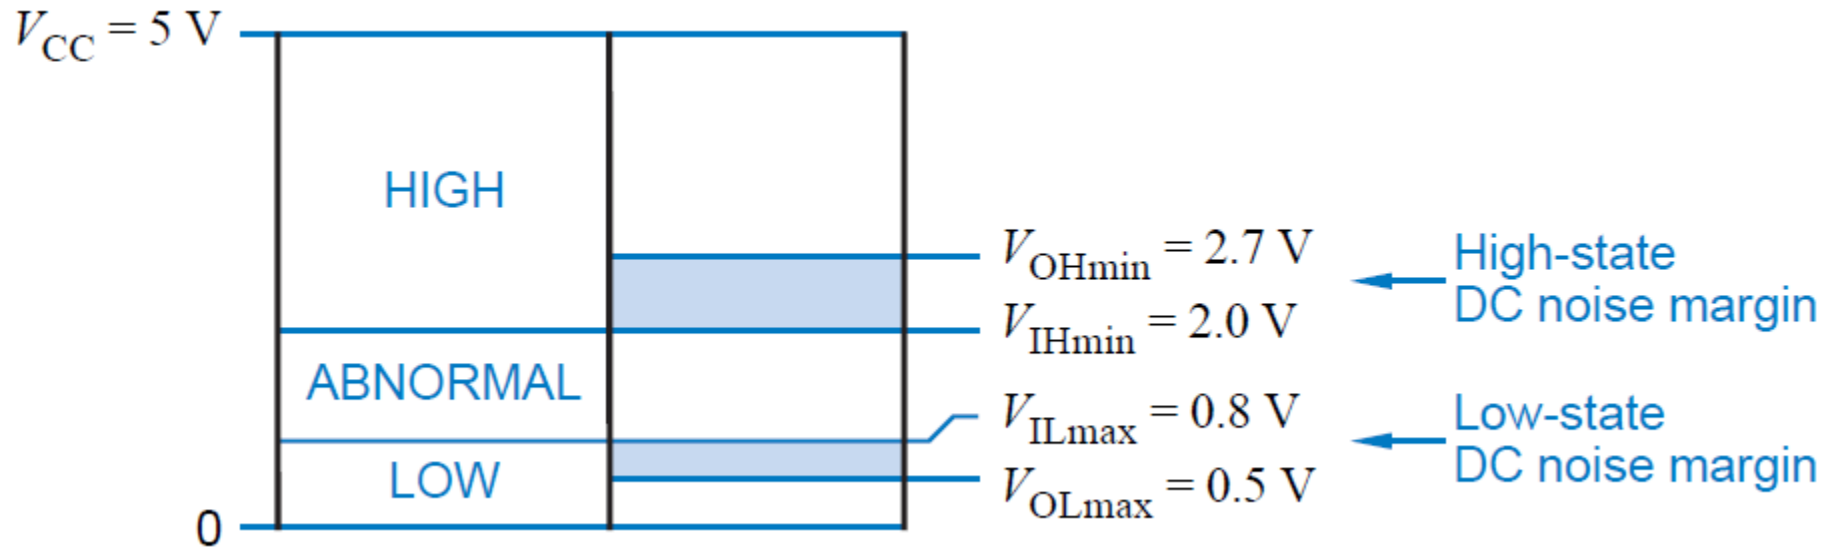 VCC = 5 V
HIGH
VOHmin = 2.7 V
High-state
DC noise margin
VIHmin = 2.0 V
ABNORMAL
VILmax = 0.8 V
Low-state
DC noise margin
LOW
VOLmax = 0.5 V
0